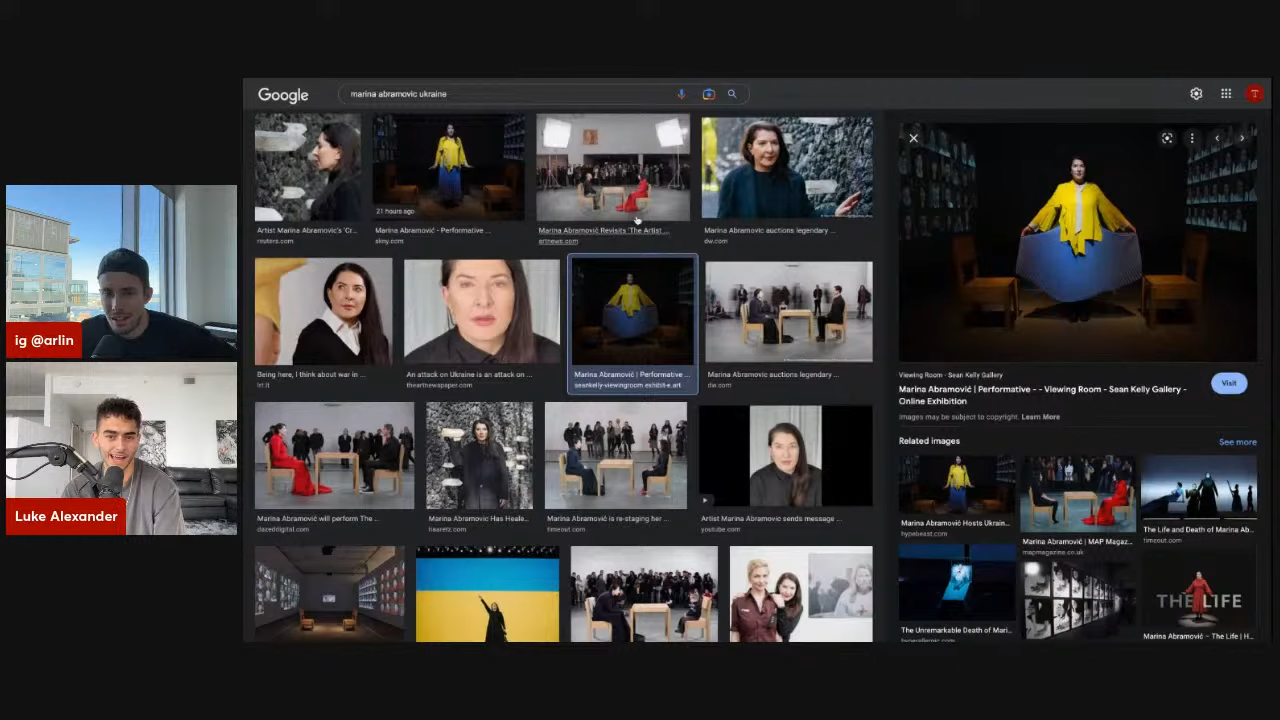 Google
marina abramovic ukraine
T
Artist Marina Abramovic's 'Cr...
reuters.com
21 hours ago
Marina Abramović - Performative ...
skny.com
Marina Abramović Revisits 'The Artist ...
artnews.com
Marina Abramovic auctions legendary ...
dw.com
Being here, I think about war in ...
lrt.lt
An attack on Ukraine is an attack on ...
theartnewspaper.com
Marina Abramović | Performative ...
seankelly-viewingroom.exhibit-e.art
Marina Abramovic auctions legendary ...
dw.com
Marina Abramović will perform The ...
dazeddigital.com
Marina Abramovic Has Heale...
haaretz.com
Marina Abramović is re-staging her ...
timeout.com
Artist Marina Abramovic sends message ...
youtube.com
Viewing Room - Sean Kelly Gallery
Marina Abramović | Performative - - Viewing Room - Sean Kelly Gallery -
Online Exhibition
Visit
Images may be subject to copyright. Learn More
Related images
See more
Marina Abramović Hosts Ukrain...
hypebeast.com
Marina Abramović | MAP Magaz...
mapmagazine.co.uk
The Life and Death of Marina Ab...
timeout.com
The Unremarkable Death of Mari...
THE LIFE
Marina Abramović – The Life | H...
ig @arlin
Luke Alexander